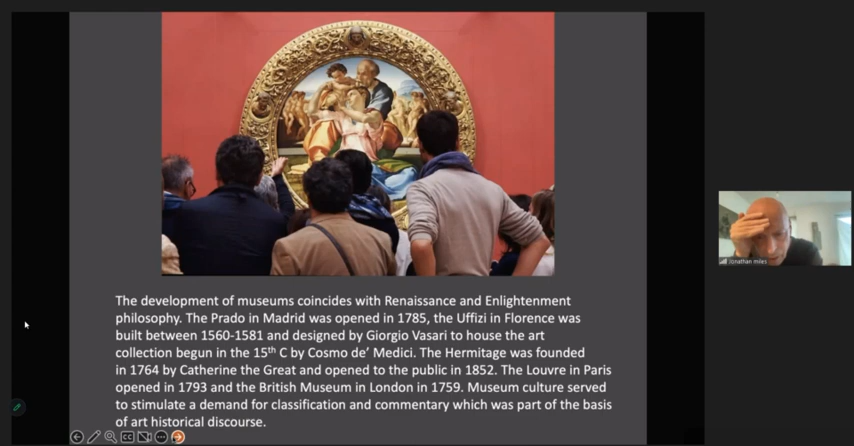 The development of museums coincides with Renaissance and Enlightenment
philosophy. The Prado in Madrid was opened in 1785, the Uffizi in Florence was
built between 1560-1581 and designed by Giorgio Vasari to house the art
collection begun in the 15th C by Cosmo de’ Medici. The Hermitage was founded
in 1764 by Catherine the Great and opened to the public in 1852. The Louvre in Paris
opened in 1793 and the British Museum in London in 1759. Museum culture served
to stimulate a demand for classification and commentary which was part of the basis
of art historical discourse.
Jonathan miles
CC